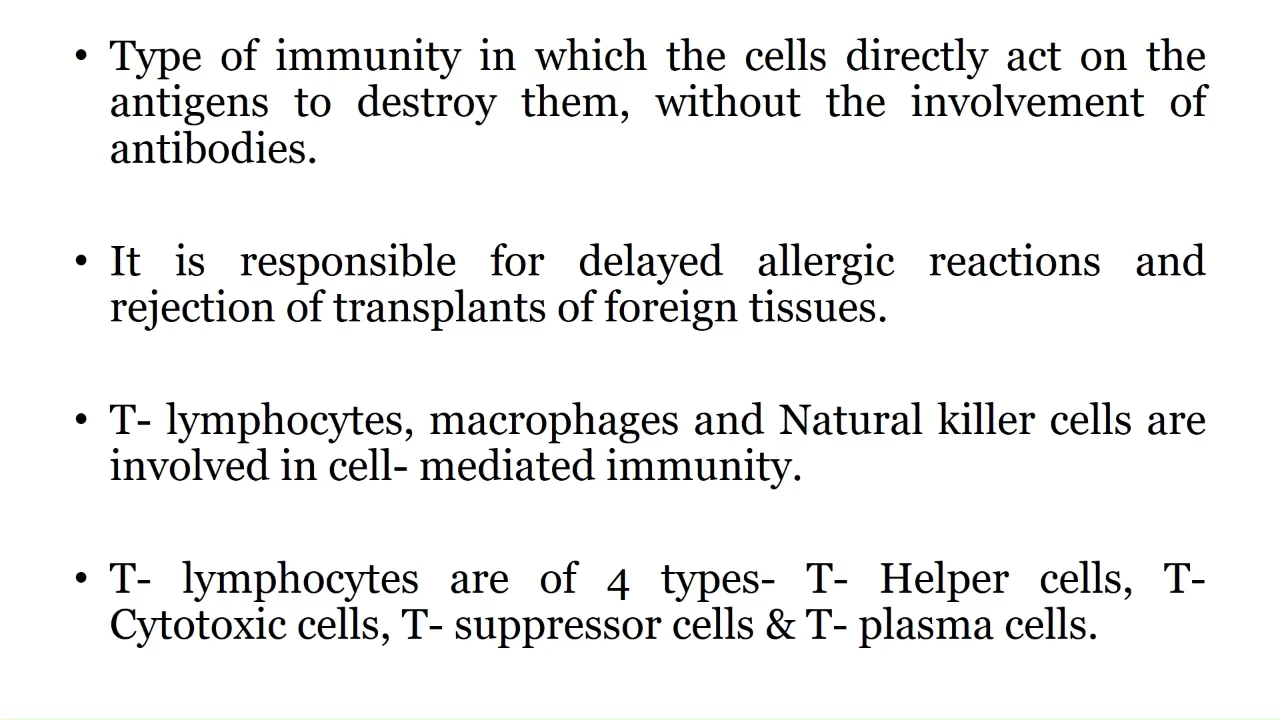 • Type of immunity in which the cells directly act on the
antigens to destroy them, without the involvement of
antibodies.
• It is responsible for delayed allergic reactions and
rejection of transplants of foreign tissues.
• T- lymphocytes, macrophages and Natural killer cells are
involved in cell- mediated immunity.
• T- lymphocytes are of 4 types- T- Helper cells, T-
Cytotoxic cells, T- suppressor cells & T- plasma cells.